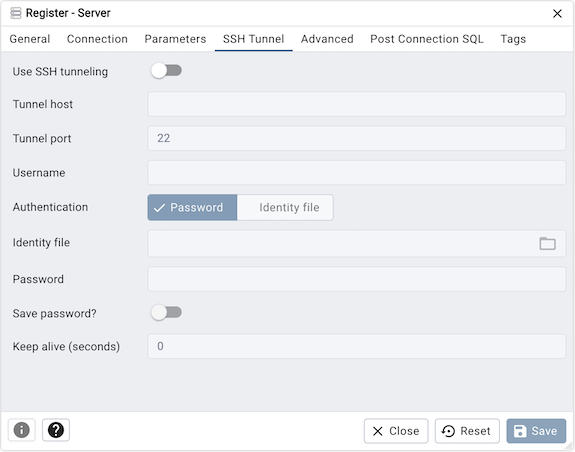 Register - Server
General Connection Parameters SSH Tunnel Advanced Post Connection SQL Tags
Use SSH tunneling
Tunnel host
Tunnel port 22
Username
Authentication Password Identity file
Identity file
Password
Save password?
Keep alive (seconds) 0
Close Reset Save